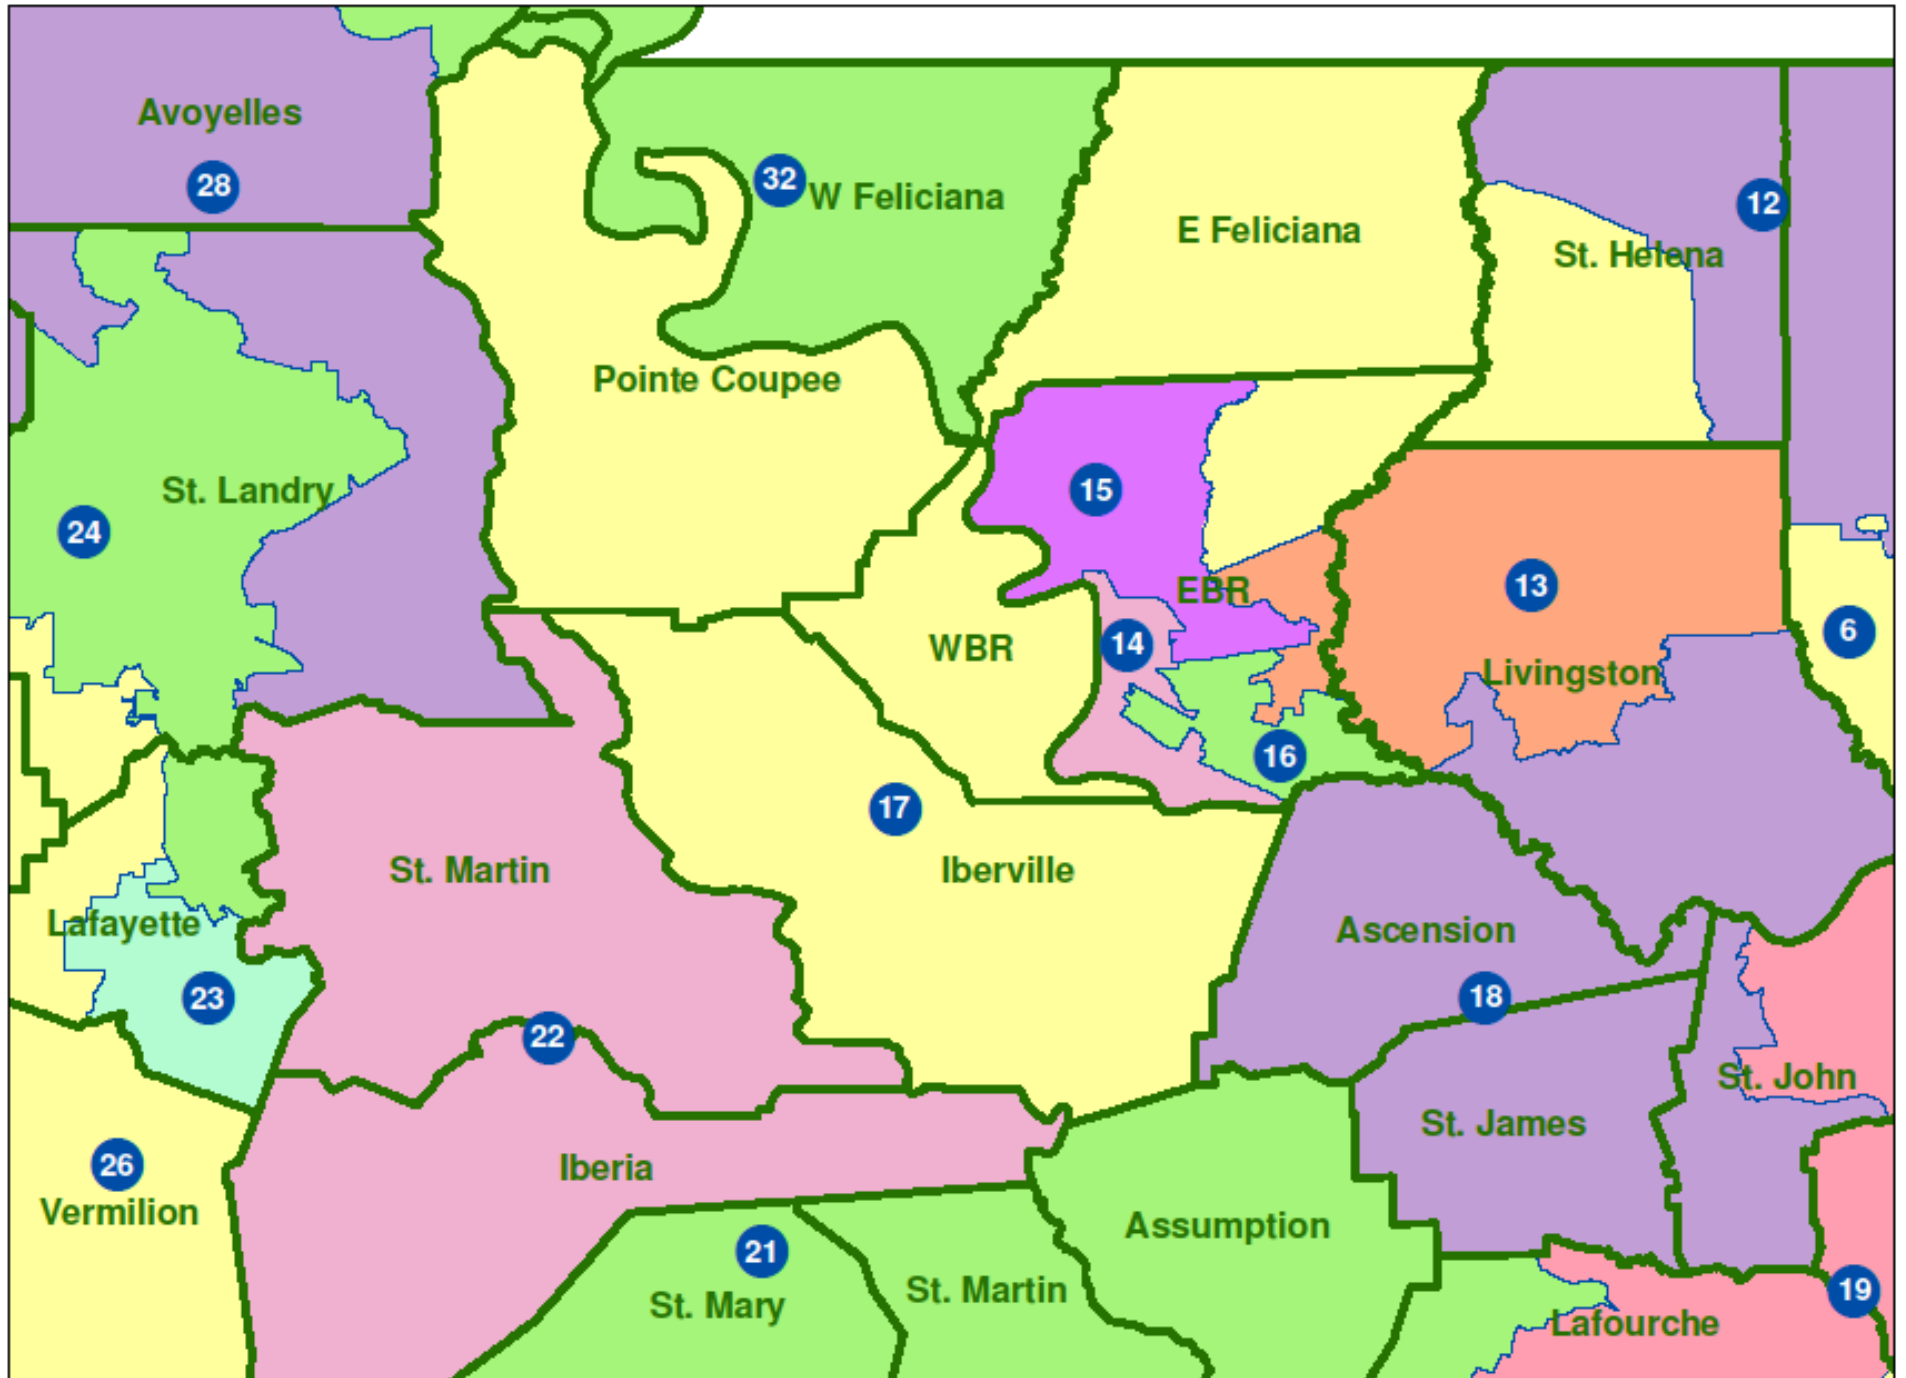 Avoyelles
28
32
W Feliciana
12
E Feliciana
St. Helena
Pointe Coupee
St. Landry
15
24
EBR
13
6
14
WBR
Livingston
16
17
St. Martin
Iberville
Lafayette
Ascension
23
18
22
St. John
St. James
26
Iberia
Vermilion
Assumption
21
St. Martin
19
St. Mary
Lafourche